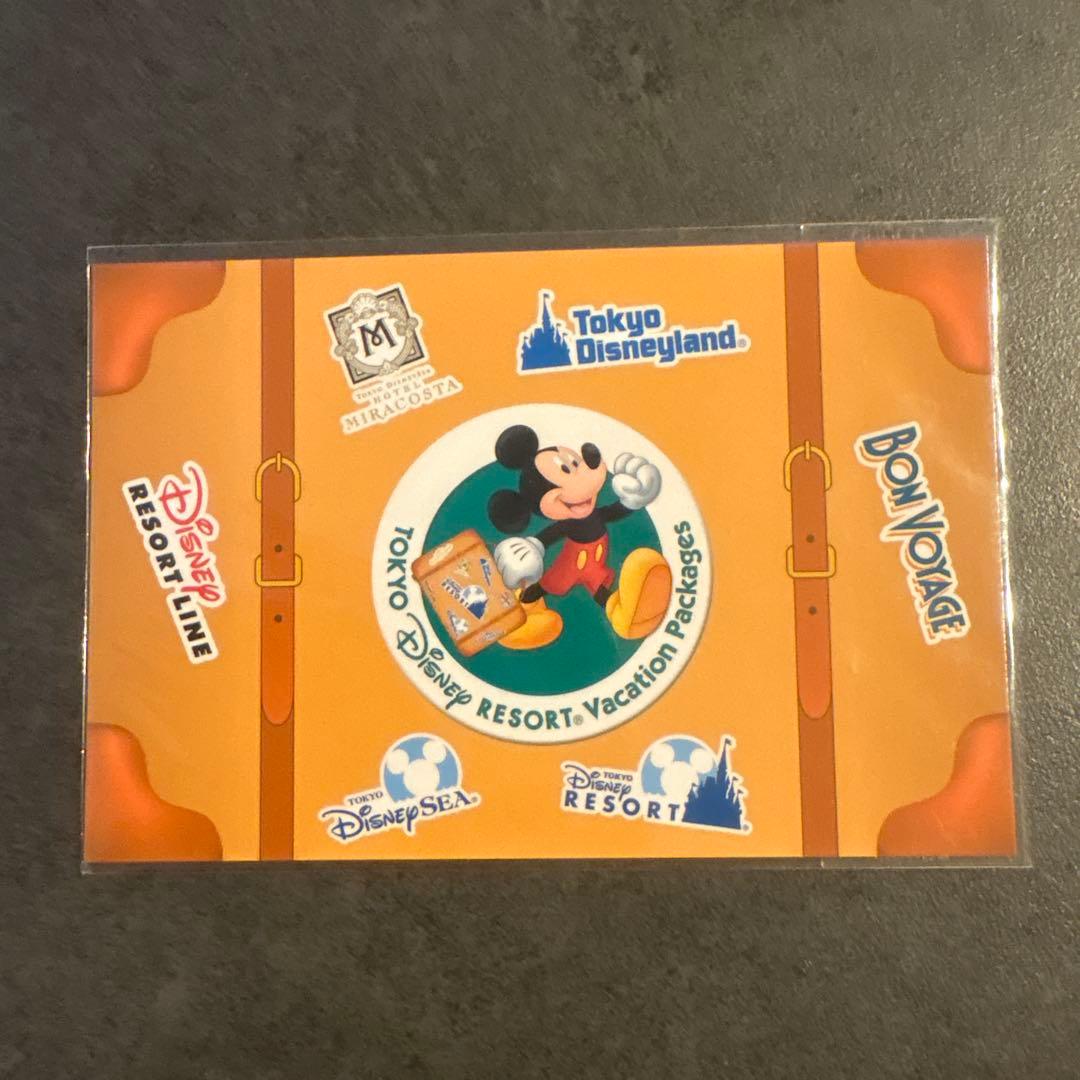 M
TOKYO DISNEYSEA
HOTEL
MIRACOSTA
Tokyo
Disneyland®
BON VOYAGE
DISNEY
RESORT LINE
TOKYO DISNEY RESORT® Vacation Packages
TOKYO
DISNEYSEA®
TOKYO
DISNEY
RESORT®